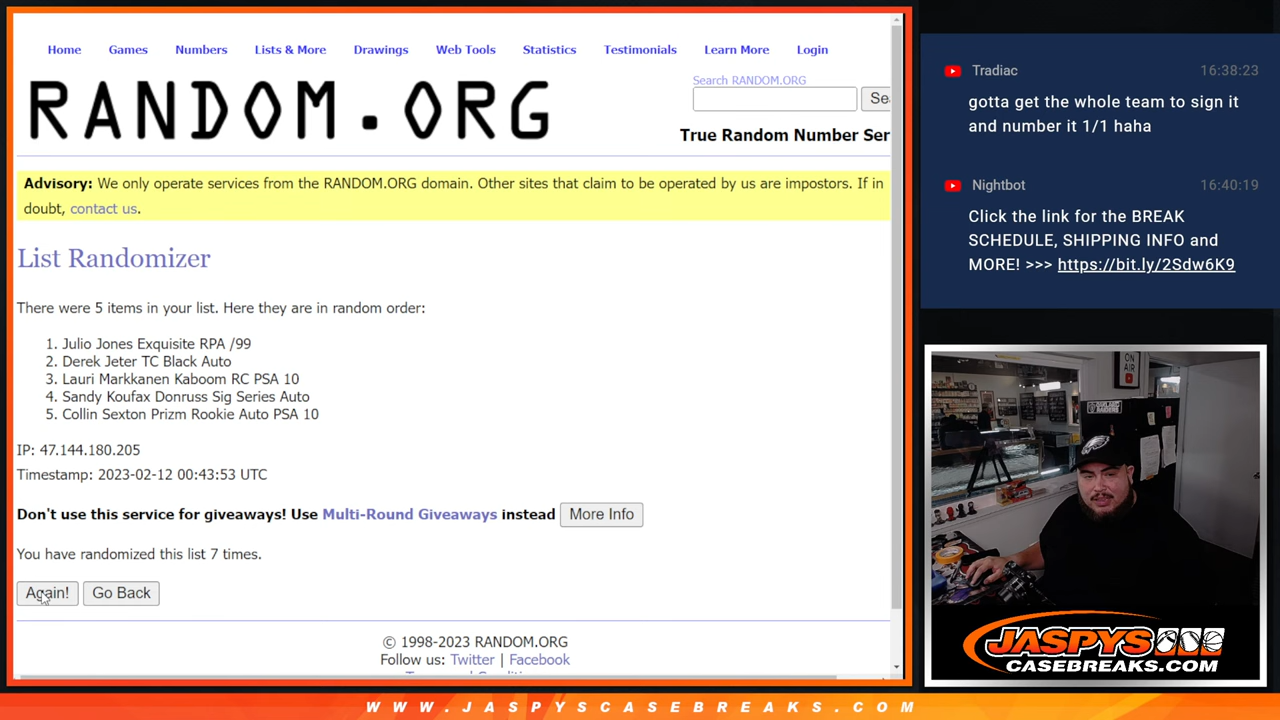 Home Games Numbers Lists & More Drawings Web Tools Statistics Testimonials Learn More Login
RANDOM.ORG
Search RANDOM.ORG
True Random Number Ser
Advisory: We only operate services from the RANDOM.ORG domain. Other sites that claim to be operated by us are impostors. If in
doubt, contact us.
List Randomizer
There were 5 items in your list. Here they are in random order:
1. Julio Jones Exquisite RPA /99
2. Derek Jeter TC Black Auto
3. Lauri Markkanen Kaboom RC PSA 10
4. Sandy Koufax Donruss Sig Series Auto
5. Collin Sexton Prizm Rookie Auto PSA 10
IP: 47.144.180.205
Timestamp: 2023-02-12 00:43:53 UTC
Don't use this service for giveaways! Use Multi-Round Giveaways instead More Info
You have randomized this list 7 times.
Again! Go Back
© 1998-2023 RANDOM.ORG
Follow us: Twitter | Facebook
Tradiac 16:38:23
gotta get the whole team to sign it
and number it 1/1 haha
Nightbot 16:40:19
Click the link for the BREAK
SCHEDULE, SHIPPING INFO and
MORE! >>> https://bit.ly/2Sdw6K9
ON
AIR
JASPYS
CASEBREAKS.COM
WWW.JASPYSCASEBREAKS.COM